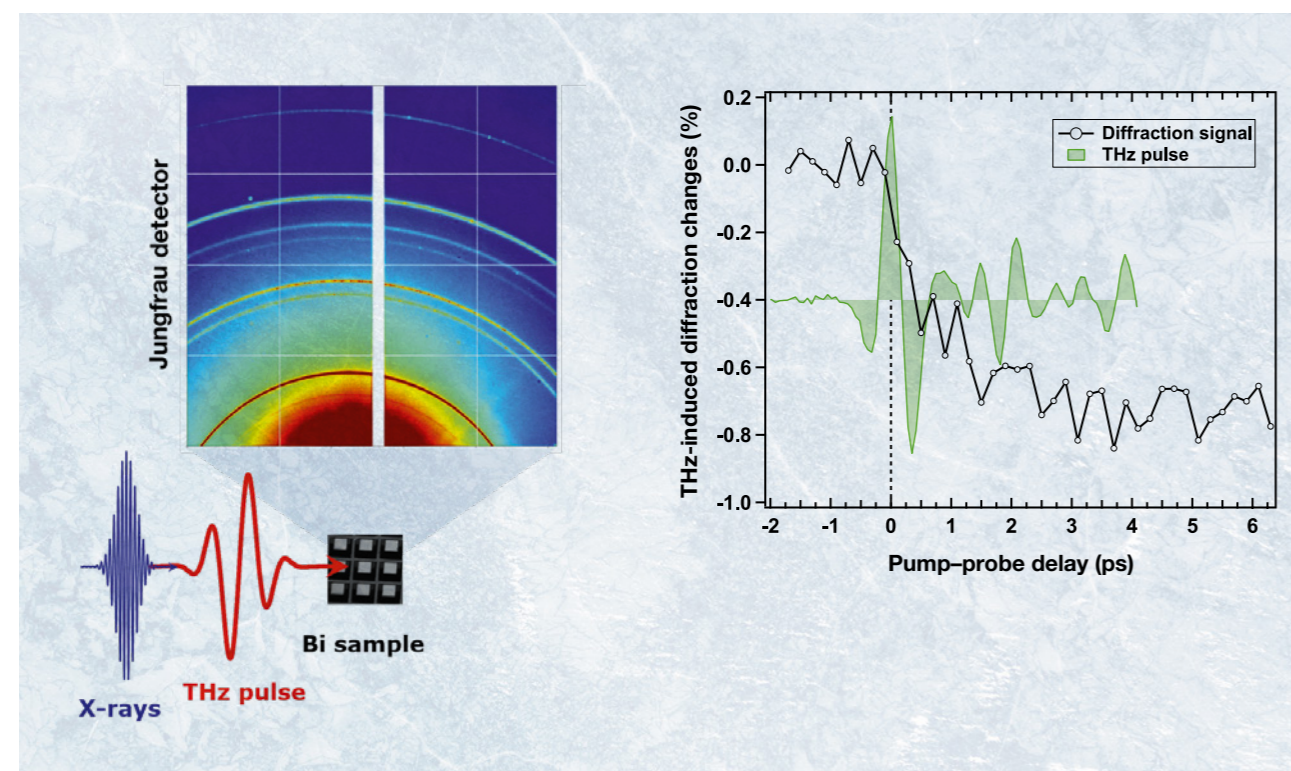 Jungfrau detector
X-rays
THz pulse
Bi sample
THz-induced diffraction changes (%)
0.2
0.0
-0.2
-0.4
-0.6
-0.8
-1.0
Diffraction signal
THz pulse
-2 -1 0 1 2 3 4 5 6
Pump–probe delay (ps)